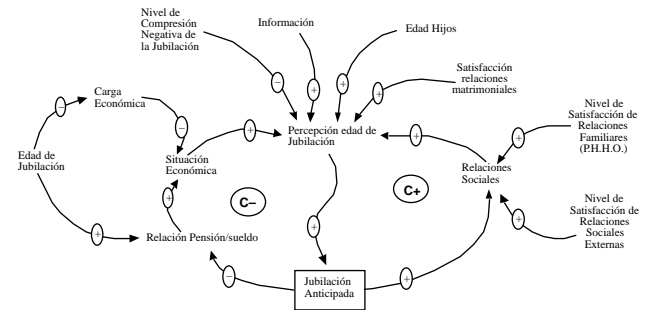 Nivel de
Compresión
Negativa de
la Jubilación
Información
Edad Hijos
Satisfacción
relaciones
matrimoniales
Carga
Económica
Nivel de
Satisfacción de
Relaciones
Familiares
(P.H.H.O.)
Percepción edad de
Jubilación
Edad de
Jubilación
Situación
Económica
Relaciones
Sociales
C−
C+
Nivel de
Satisfacción de
Relaciones
Sociales
Externas
Relación Pensión/sueldo
Jubilación
Anticipada
−
+
+
+
−
−
+
+
+
+
+
+
+
−
+